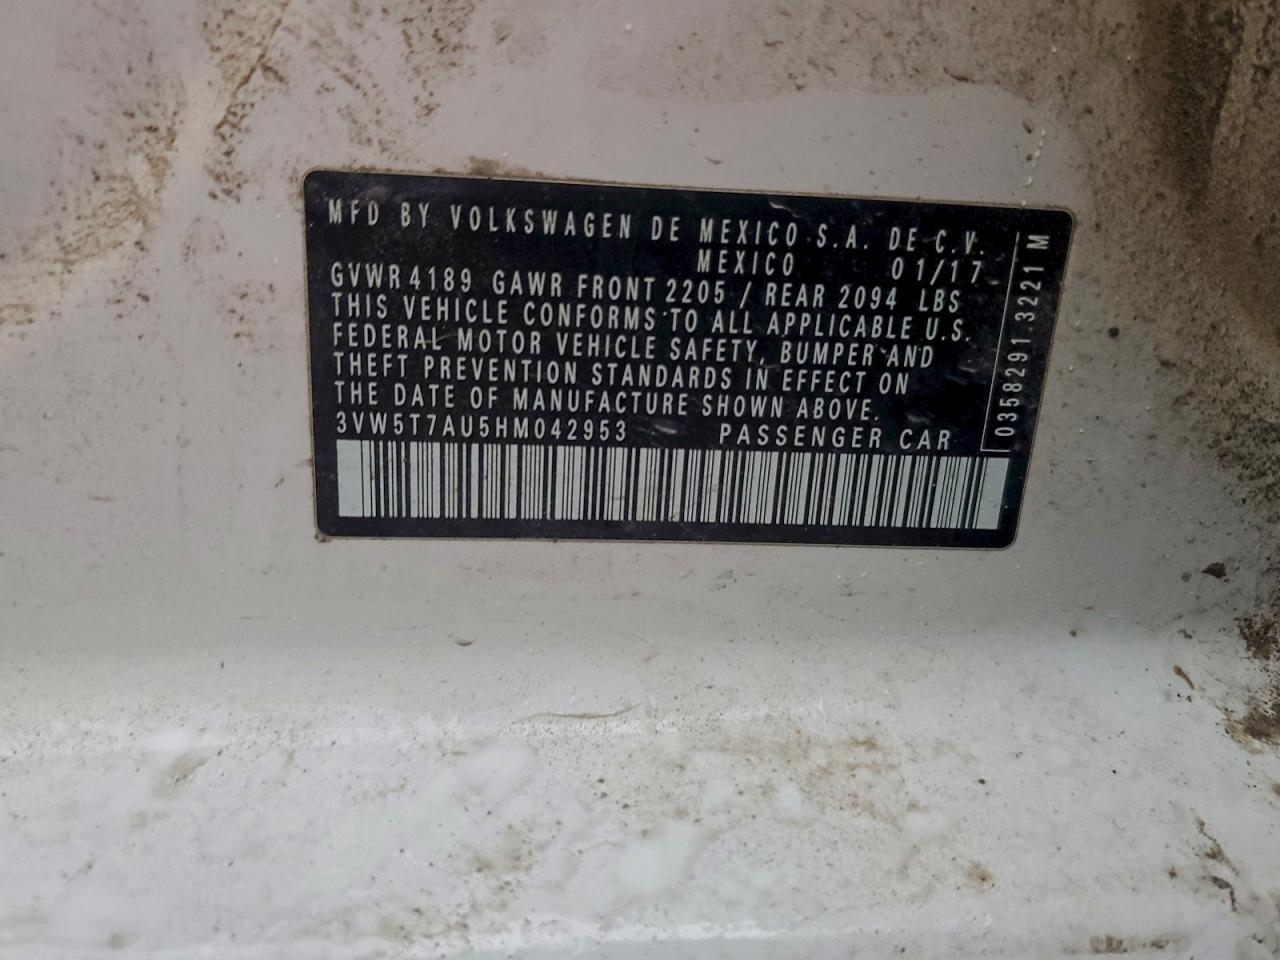 MFD BY VOLKSWAGEN DE MEXICO S.A. DE C.V.
MEXICO 01/17
GVWR 4189 GAWR FRONT 2205 / REAR 2094 LBS
THIS VEHICLE CONFORMS TO ALL APPLICABLE U.S.
FEDERAL MOTOR VEHICLE SAFETY, BUMPER AND
THEFT PREVENTION STANDARDS IN EFFECT ON
THE DATE OF MANUFACTURE SHOWN ABOVE.
3VW5T7AU5HM042953 PASSENGER CAR
0358291.3221 M